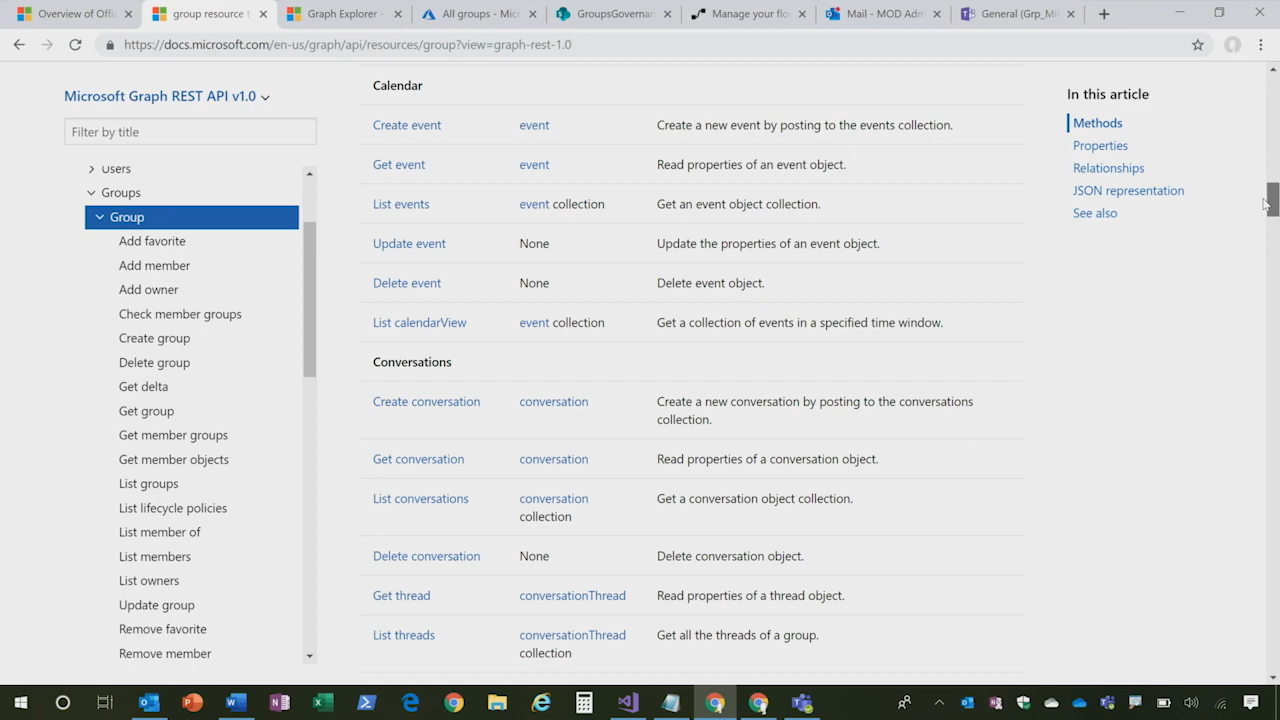 Overview of Offic
group resource t
Graph Explorer -
All groups - Micr
GroupsGovernan
Manage your flo
Mail - MOD Adm
General (Grp_Mi
https://docs.microsoft.com/en-us/graph/api/resources/group?view=graph-rest-1.0
Microsoft Graph REST API v1.0
Filter by title
Users
Groups
Group
Add favorite
Add member
Add owner
Check member groups
Create group
Delete group
Get delta
Get group
Get member groups
Get member objects
List groups
List lifecycle policies
List member of
List members
List owners
Update group
Remove favorite
Remove member
Calendar
Create event event Create a new event by posting to the events collection.
Get event event Read properties of an event object.
List events event collection Get an event object collection.
Update event None Update the properties of an event object.
Delete event None Delete event object.
List calendarView event collection Get a collection of events in a specified time window.
Conversations
Create conversation conversation Create a new conversation by posting to the conversations
collection.
Get conversation conversation Read properties of a conversation object.
List conversations conversation Get a conversation object collection.
collection
Delete conversation None Delete conversation object.
Get thread conversationThread Read properties of a thread object.
List threads conversationThread Get all the threads of a group.
collection
In this article
Methods
Properties
Relationships
JSON representation
See also